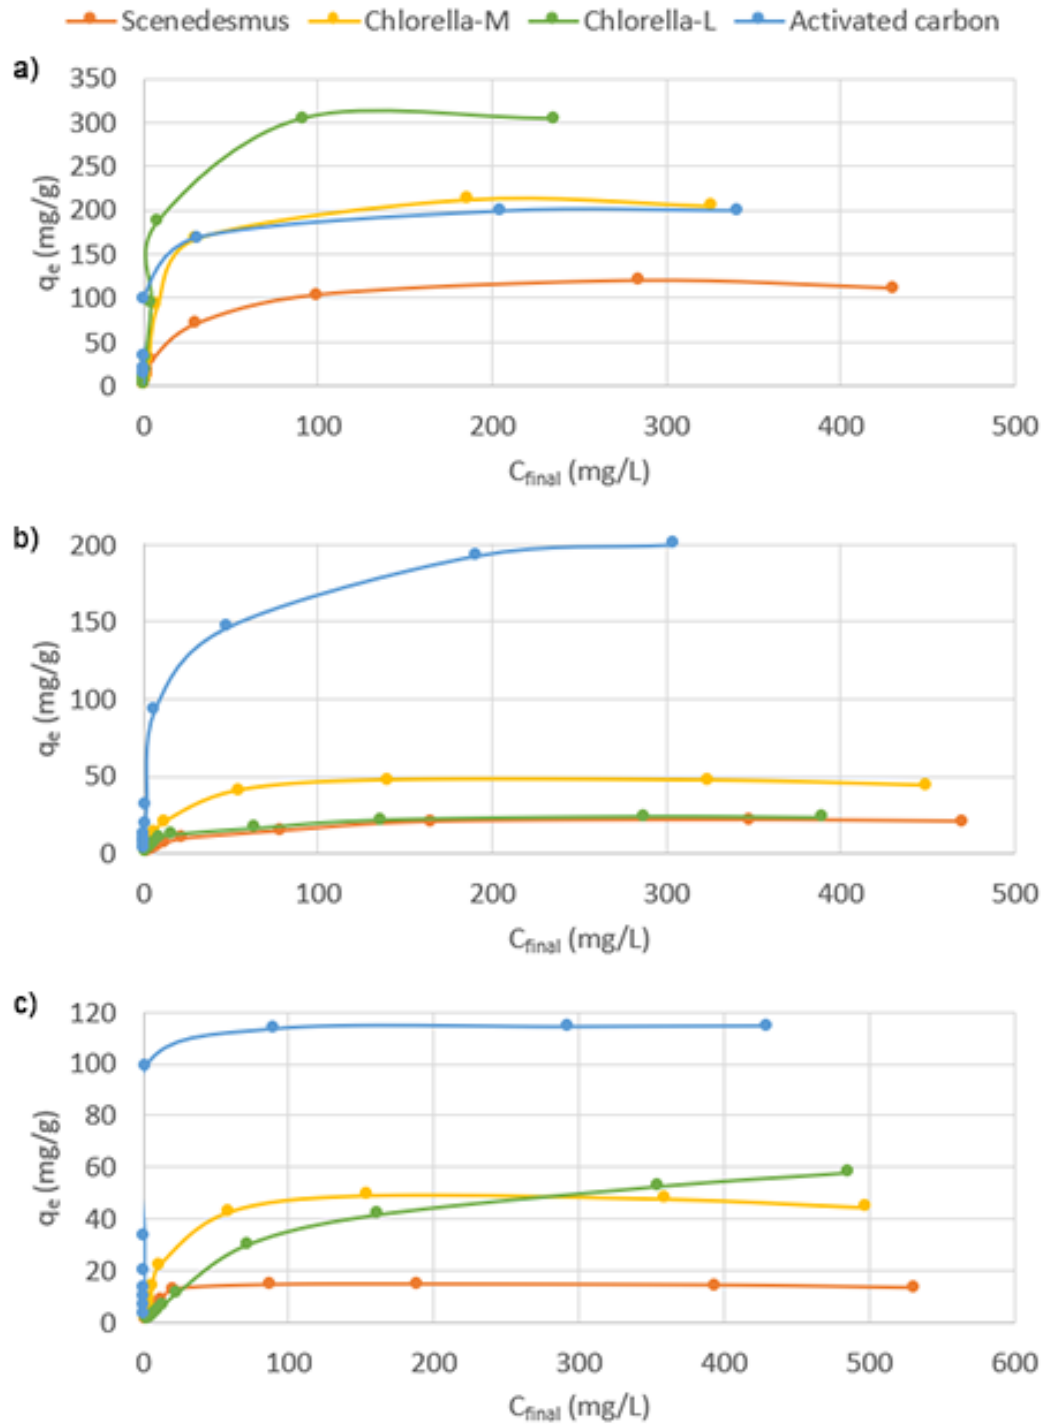 Scenedesmus Chlorella-M Chlorella-L Activated carbon
a)
350
300
250
200
150
100
50
0
qe (mg/g)
0 100 200 300 400 500
Cfinal (mg/L)
b)
200
150
100
50
0
qe (mg/g)
0 100 200 300 400 500
Cfinal (mg/L)
c)
120
100
80
60
40
20
0
qe (mg/g)
0 100 200 300 400 500 600
Cfinal (mg/L)